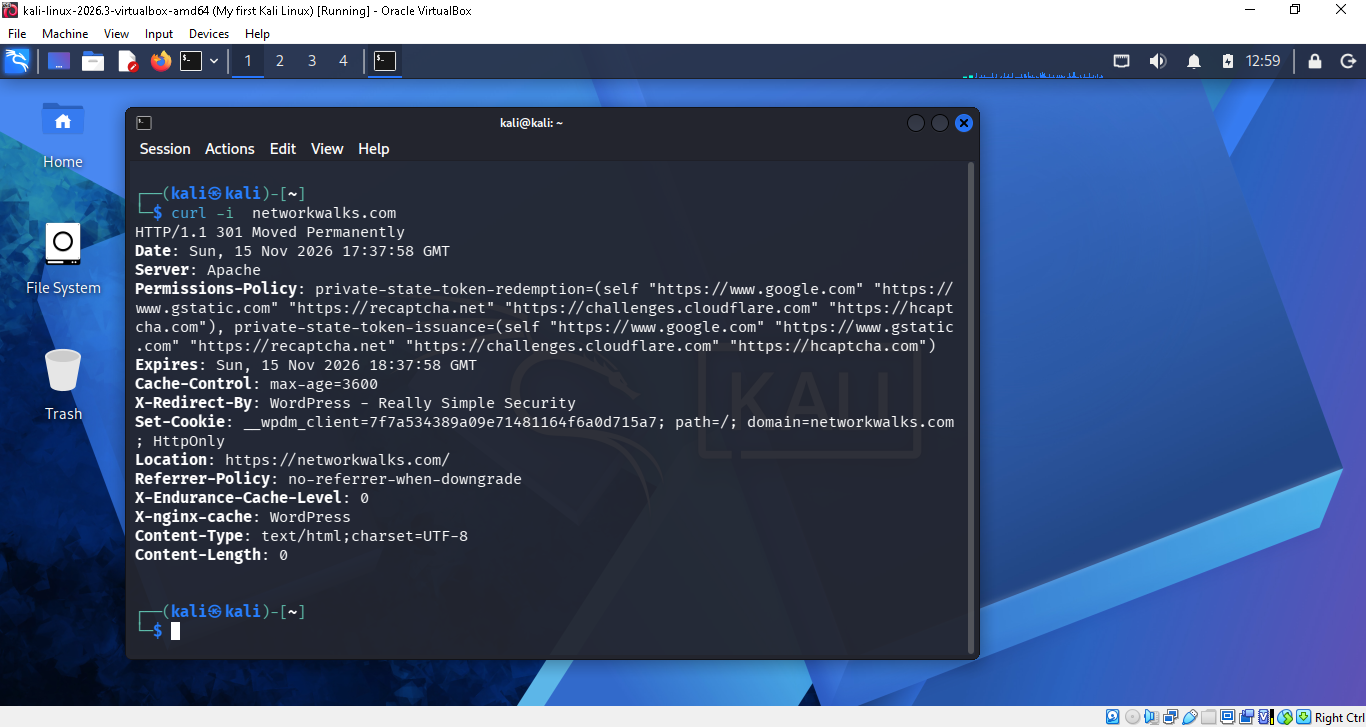 kali-linux-2026.3-virtualbox-amd64 (My first Kali Linux) [Running] - Oracle VirtualBox
File Machine View Input Devices Help
1 2 3 4 12:59
Home
File System
Trash
kali@kali: ~
Session Actions Edit View Help
┌──(kali㉿kali)-[~]
└─$ curl -i  networkwalks.com
HTTP/1.1 301 Moved Permanently
Date: Sun, 15 Nov 2026 17:37:58 GMT
Server: Apache
Permissions-Policy: private-state-token-redemption=(self "https://www.google.com" "https://
www.gstatic.com" "https://recaptcha.net" "https://challenges.cloudflare.com" "https://hcapt
cha.com"), private-state-token-issuance=(self "https://www.google.com" "https://www.gstatic
.com" "https://recaptcha.net" "https://challenges.cloudflare.com" "https://hcaptcha.com")
Expires: Sun, 15 Nov 2026 18:37:58 GMT
Cache-Control: max-age=3600
X-Redirect-By: WordPress - Really Simple Security
Set-Cookie: __wpdm_client=7f7a534389a09e71481164f6a0d715a7; path=/; domain=networkwalks.com
; HttpOnly
Location: https://networkwalks.com/
Referrer-Policy: no-referrer-when-downgrade
X-Endurance-Cache-Level: 0
X-nginx-cache: WordPress
Content-Type: text/html;charset=UTF-8
Content-Length: 0
┌──(kali㉿kali)-[~]
└─$
KALI
Right Ctrl